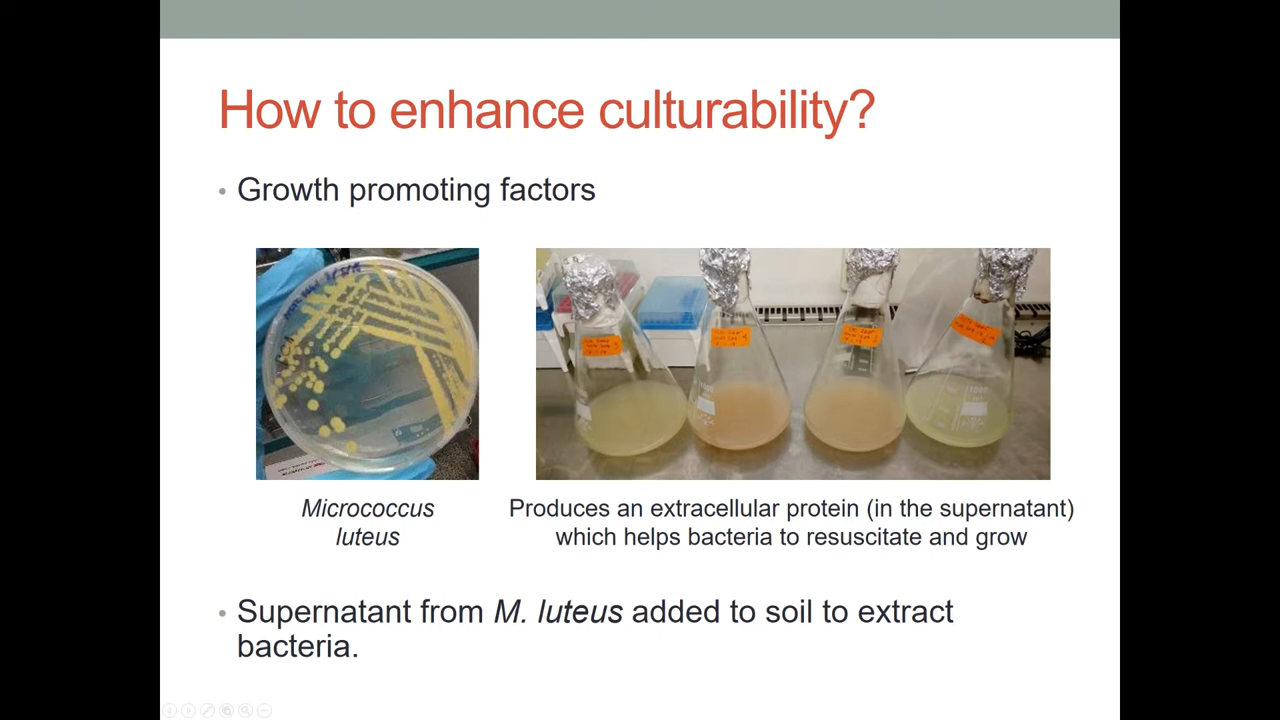 How to enhance culturability?
• Growth promoting factors
Micrococcus
luteus
Produces an extracellular protein (in the supernatant)
which helps bacteria to resuscitate and grow
• Supernatant from M. luteus added to soil to extract
bacteria.